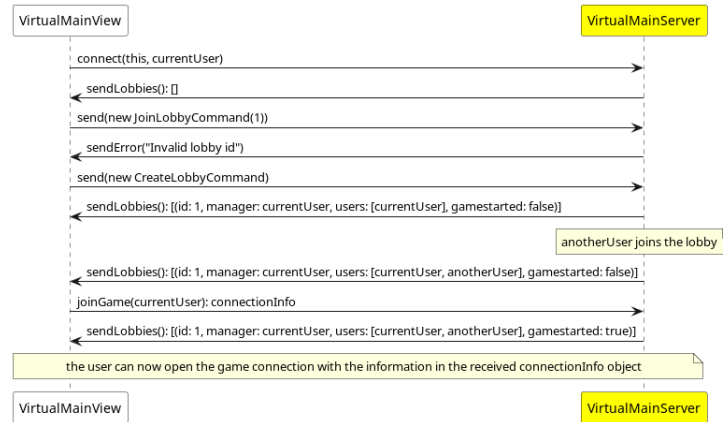 VirtualMainView VirtualMainServer
connect(this, currentUser)
sendLobbies(): []
send(new JoinLobbyCommand(1))
sendError("Invalid lobby id")
send(new CreateLobbyCommand)
sendLobbies(): [(id: 1, manager: currentUser, users: [currentUser], gamestarted: false)]
anotherUser joins the lobby
sendLobbies(): [(id: 1, manager: currentUser, users: [currentUser, anotherUser], gamestarted: false)]
joinGame(currentUser): connectionInfo
sendLobbies(): [(id: 1, manager: currentUser, users: [currentUser, anotherUser], gamestarted: true)]
the user can now open the game connection with the information in the received connectionInfo object
VirtualMainView VirtualMainServer